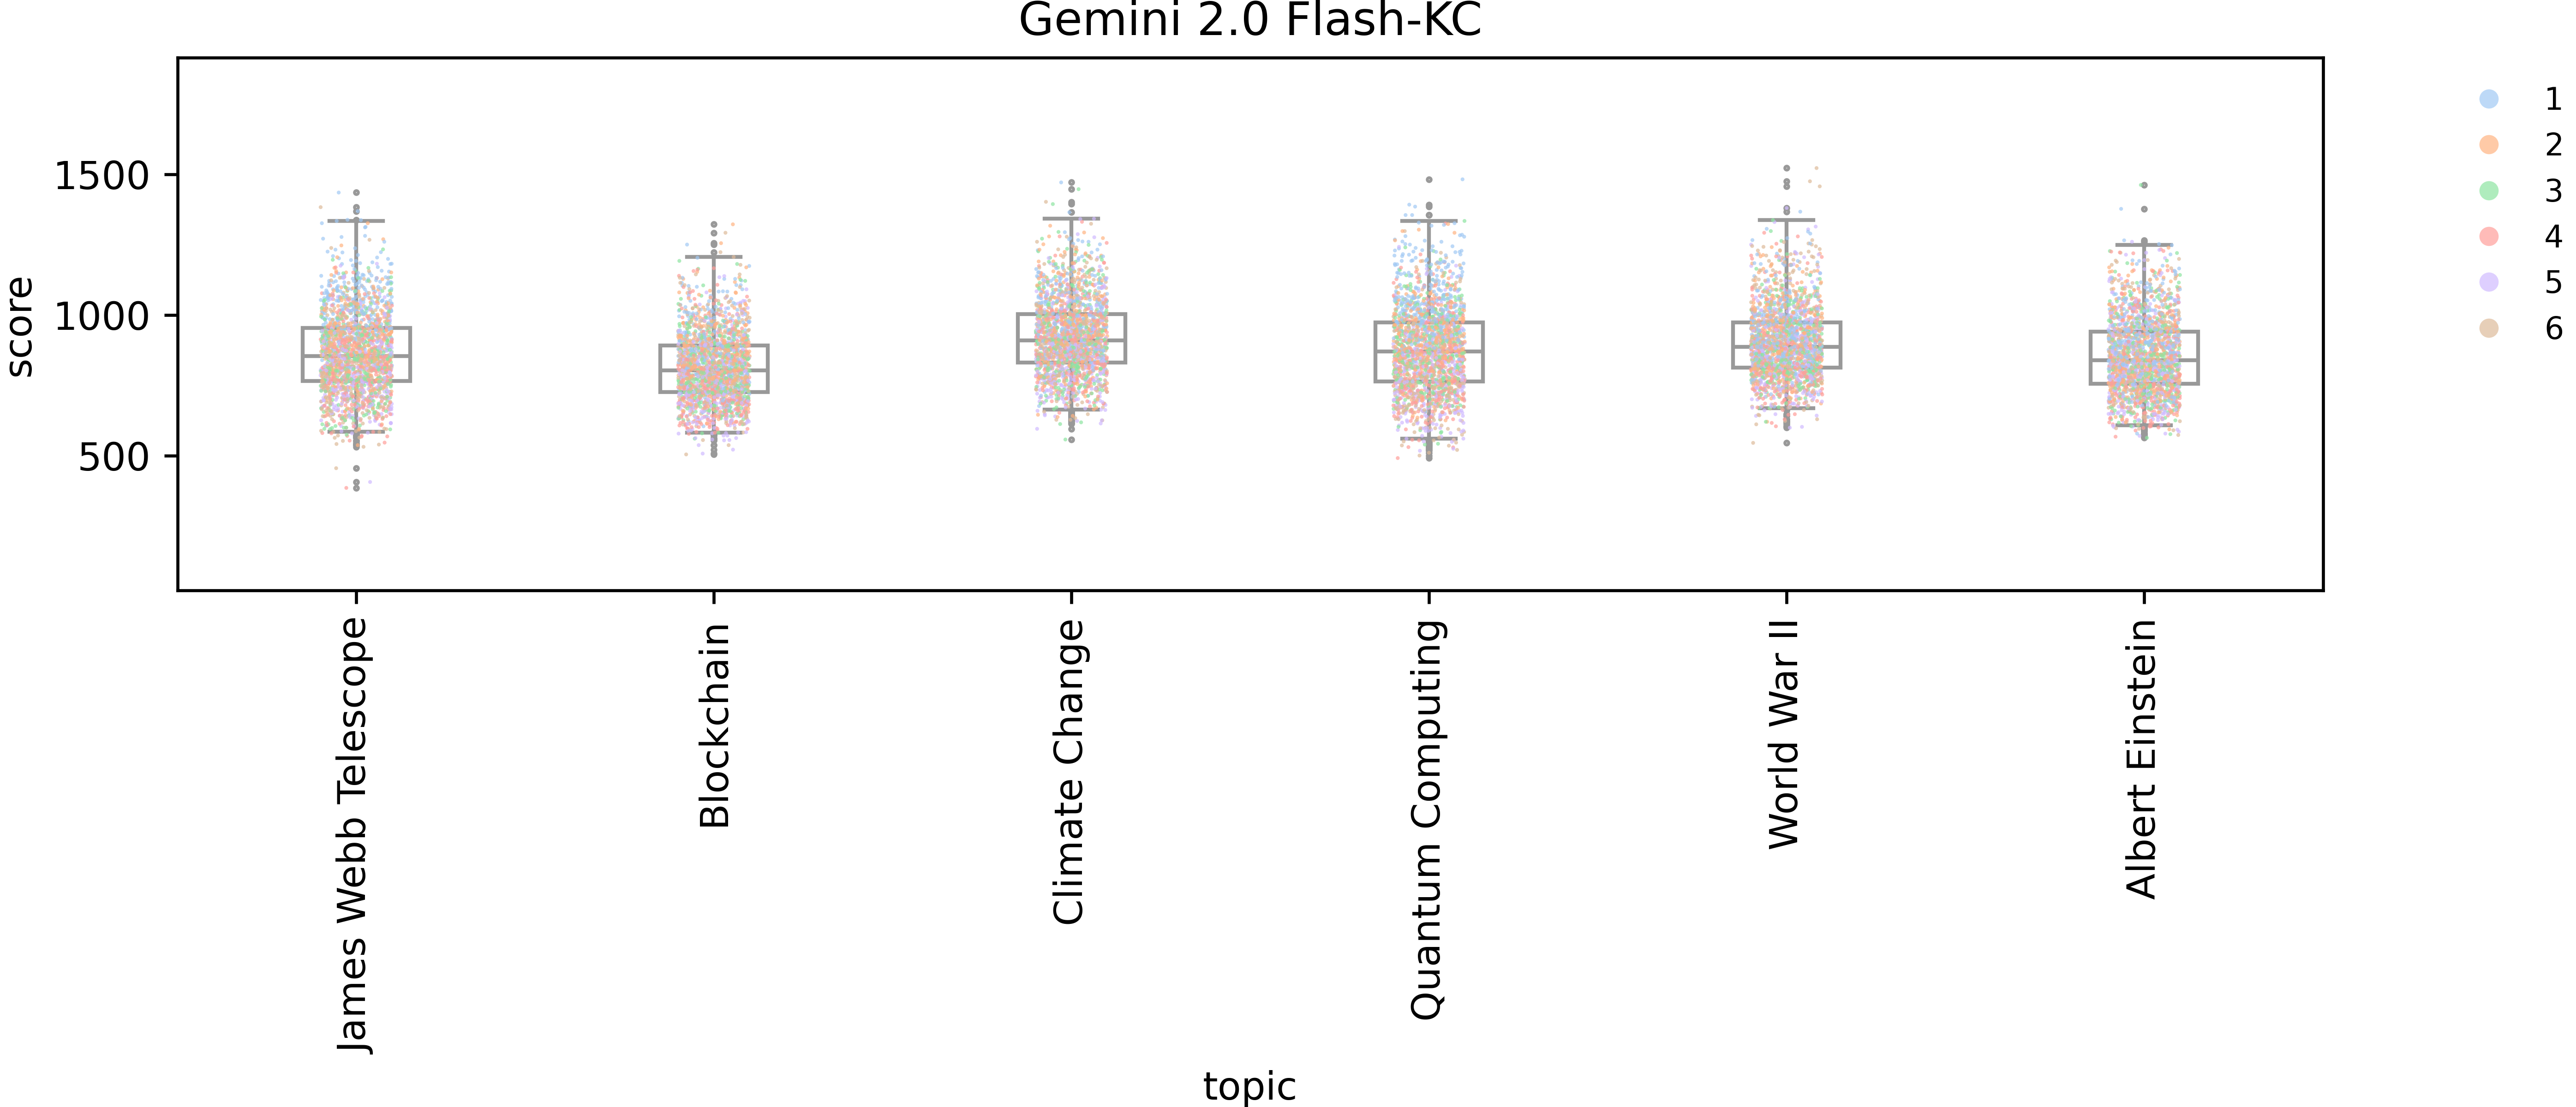 Gemini 2.0 Flash-KC
score
1500
1000
500
1
2
3
4
5
6
James Webb Telescope
Blockchain
Climate Change
Quantum Computing
World War II
Albert Einstein
topic